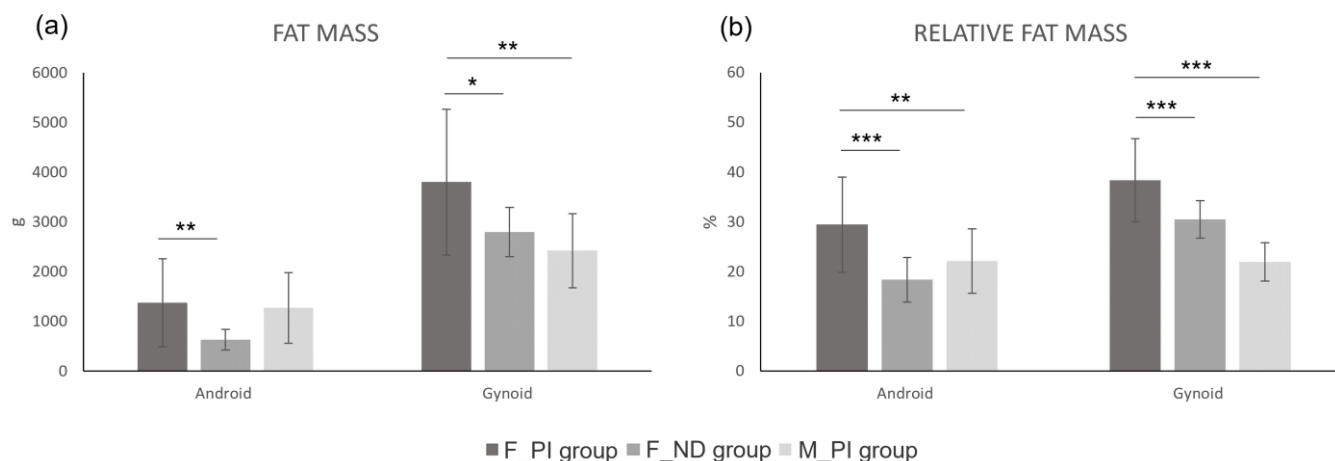 (a)
FAT MASS
6000
5000
4000
3000
2000
1000
0
g
**
*
**
Android
Gynoid
(b)
RELATIVE FAT MASS
60
50
40
30
20
10
0
%
**
***
***
***
Android
Gynoid
F_PI group F_ND group M_PI group